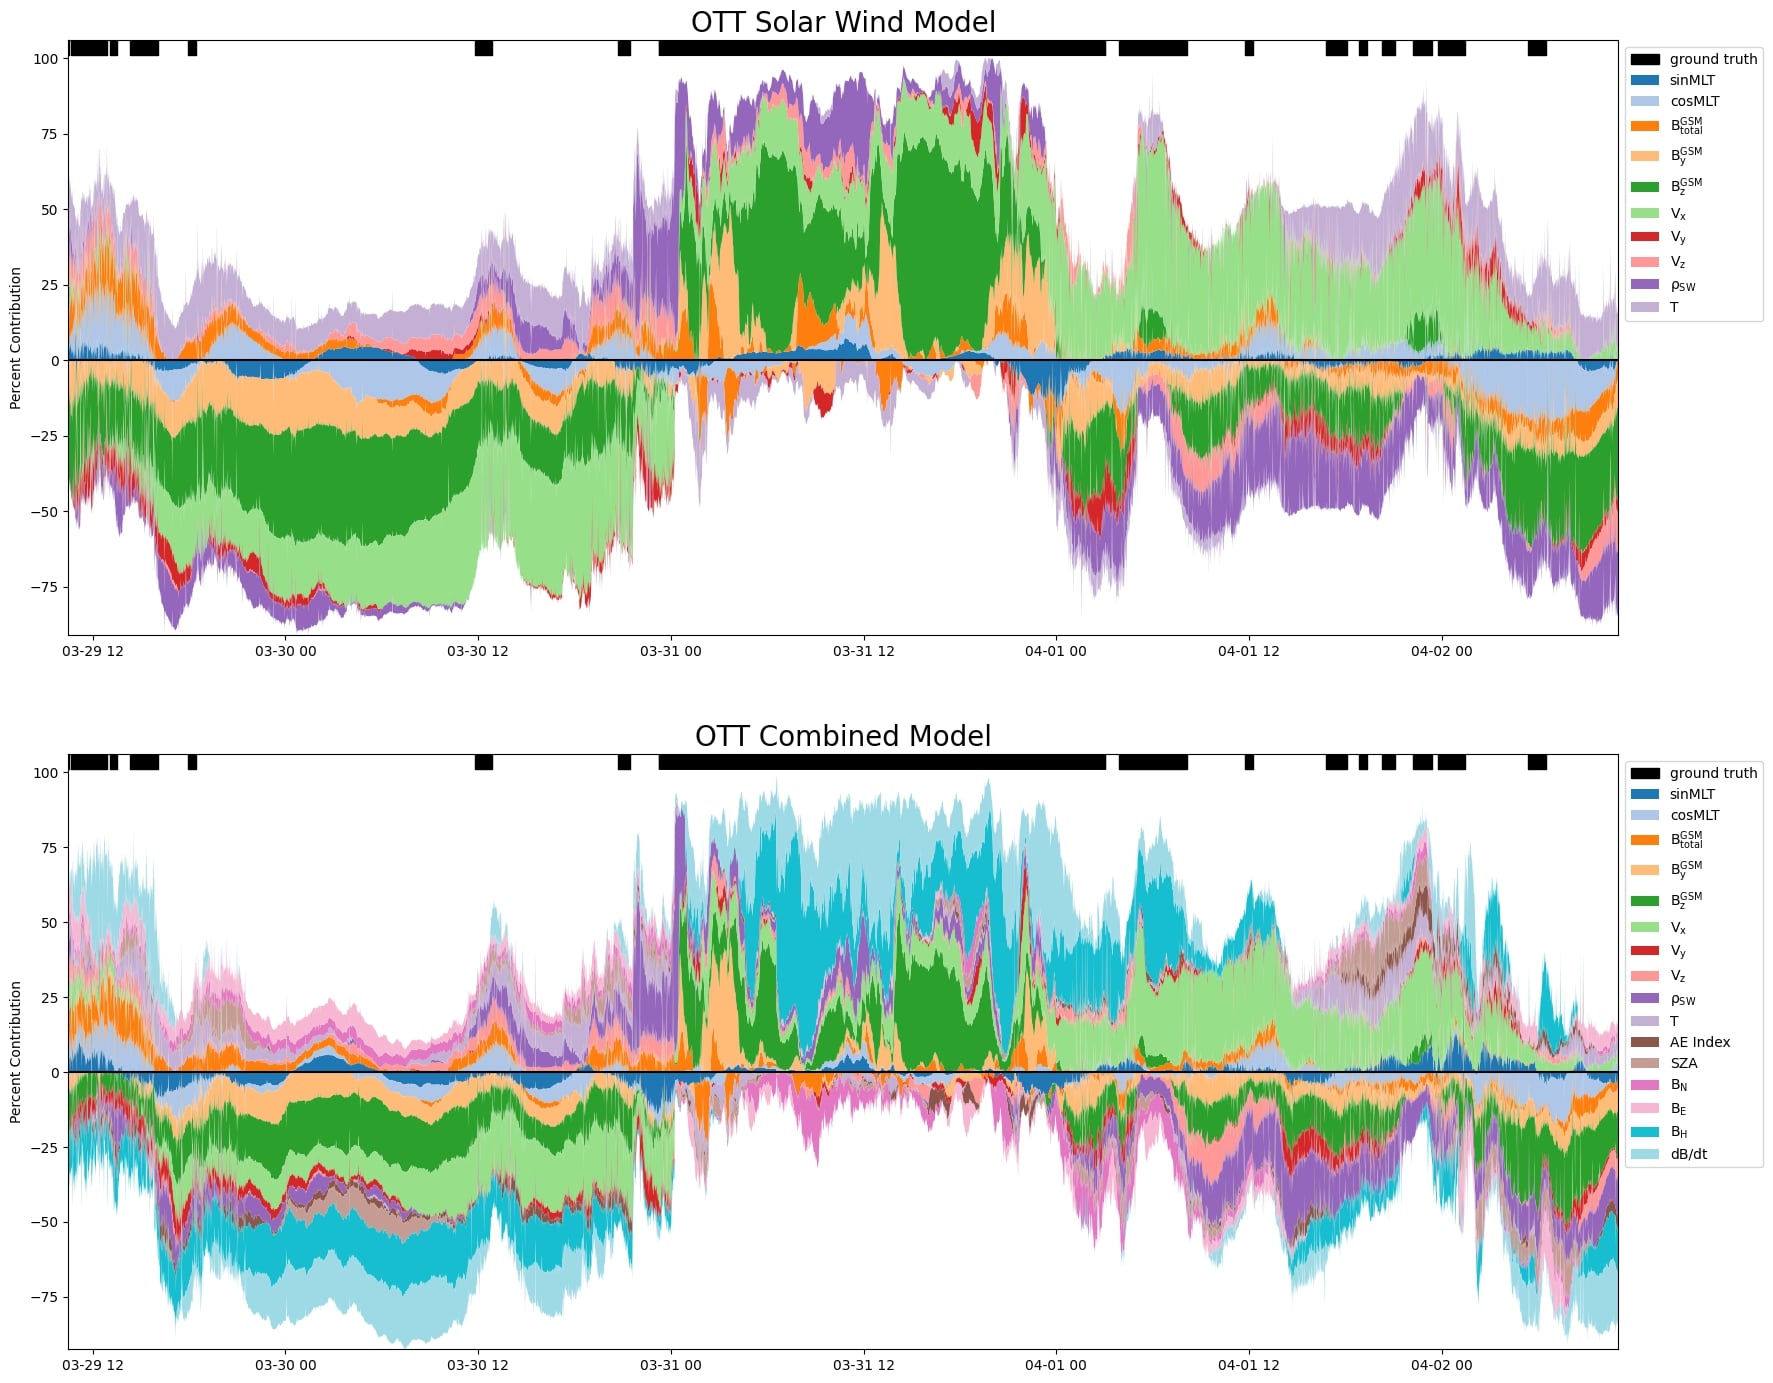 OTT Solar Wind Model
100
75
50
25
0
−25
−50
−75
Percent Contribution
03-29 12
03-30 00
03-30 12
03-31 00
03-31 12
04-01 00
04-01 12
04-02 00
ground truth
sinMLT
cosMLT
B_total^GSM
B_y^GSM
B_z^GSM
V_x
V_y
V_z
ρ_SW
T
OTT Combined Model
100
75
50
25
0
−25
−50
−75
Percent Contribution
03-29 12
03-30 00
03-30 12
03-31 00
03-31 12
04-01 00
04-01 12
04-02 00
ground truth
sinMLT
cosMLT
B_total^GSM
B_y^GSM
B_z^GSM
V_x
V_y
V_z
ρ_SW
T
AE Index
SZA
B_N
B_E
B_H
dB/dt